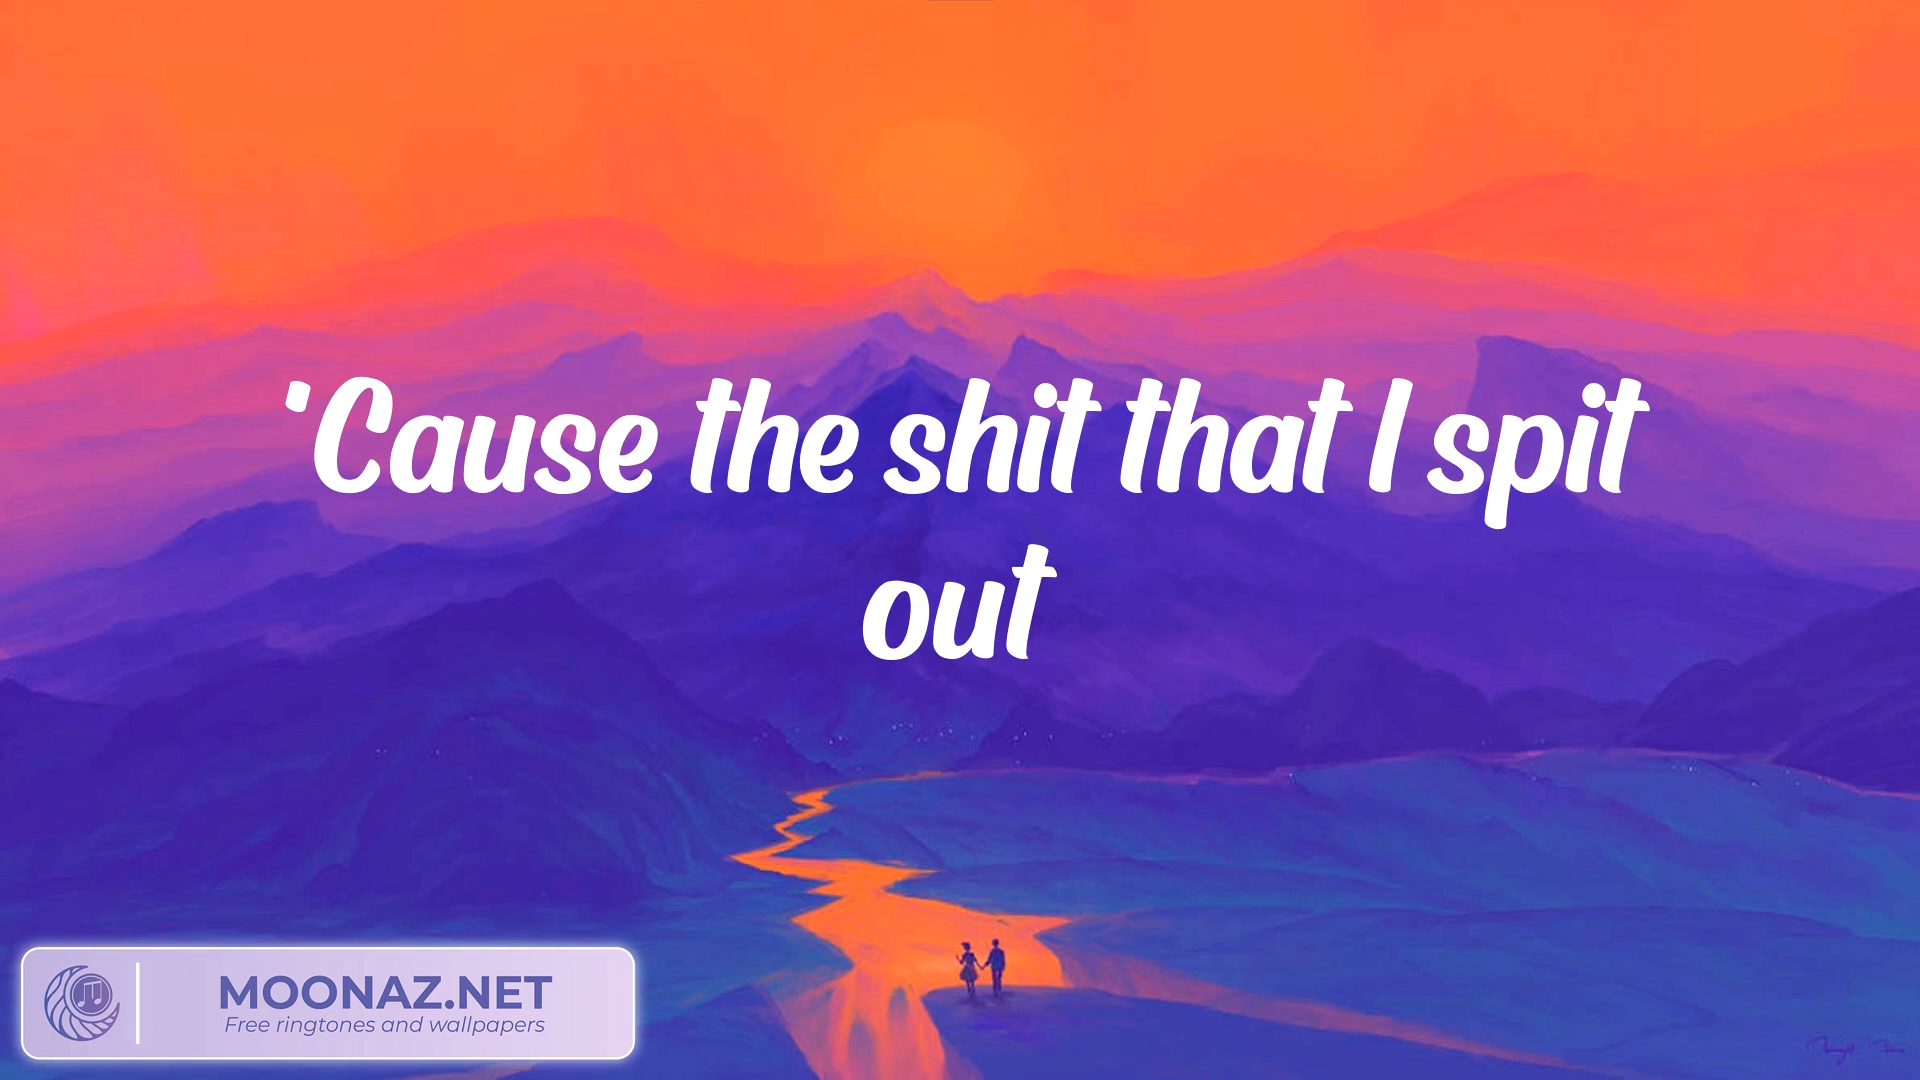 'Cause the shit that I spit
out
MOONAZ.NET
Free ringtones and wallpapers